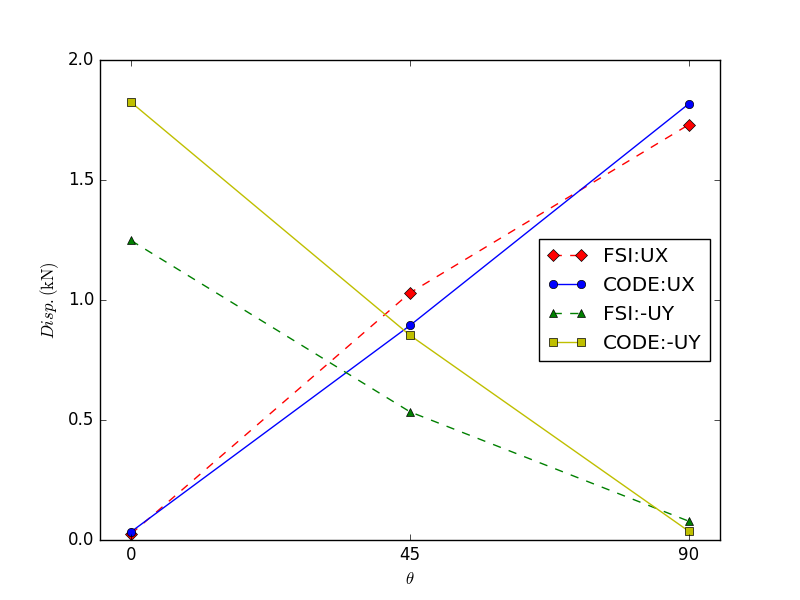 2.0
1.5
1.0
0.5
0.0
Disp. (kN)
0 45 90
θ
FSI:UX
CODE:UX
FSI:-UY
CODE:-UY